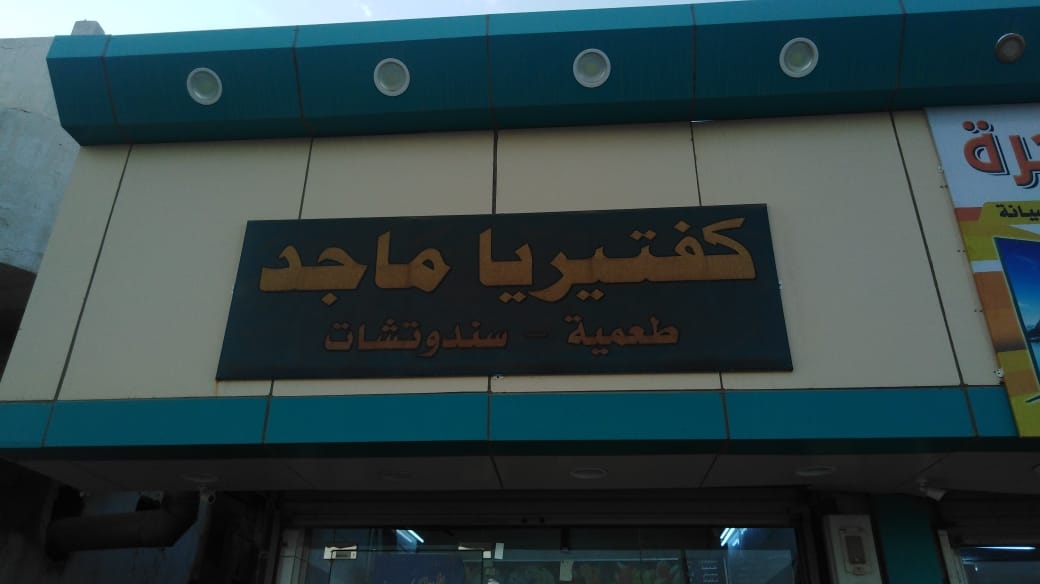 كفتيريا ماجد
طعمية - سندوتشات